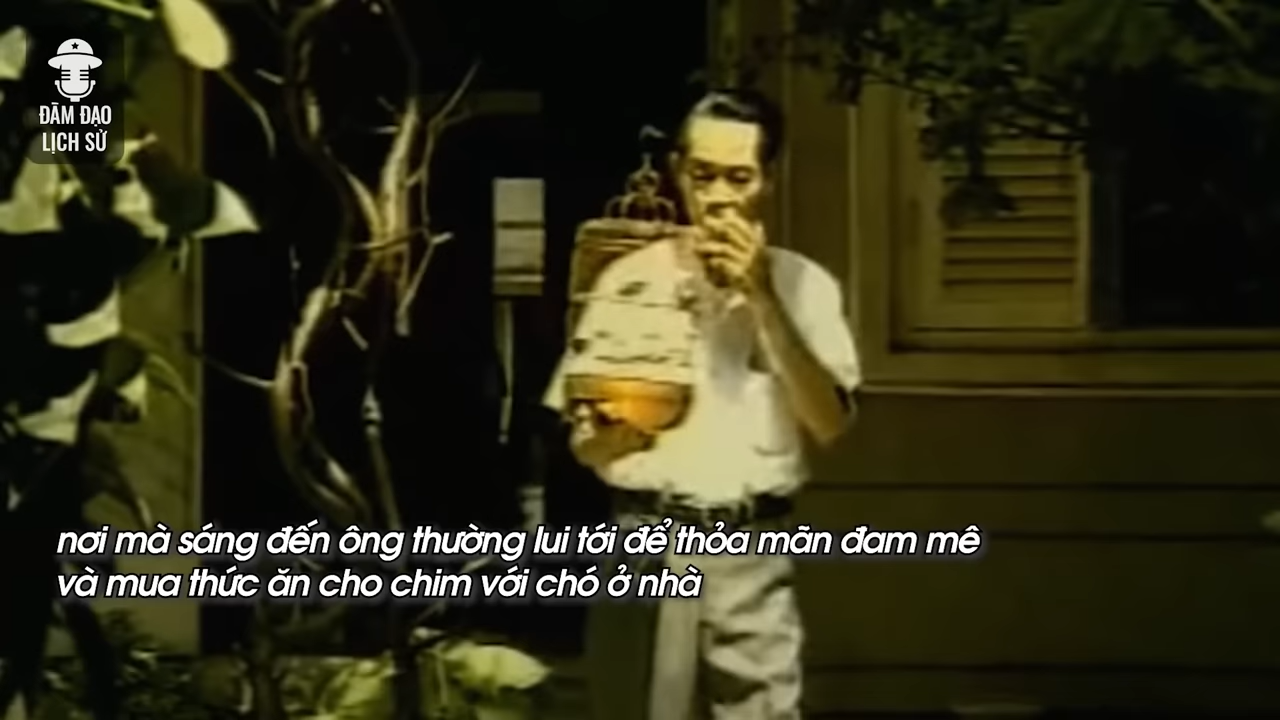 ĐÀM ĐẠO
LỊCH SỬ
nơi mà sáng đến ông thường lui tới để thỏa mãn đam mê
và mua thức ăn cho chim với chó ở nhà